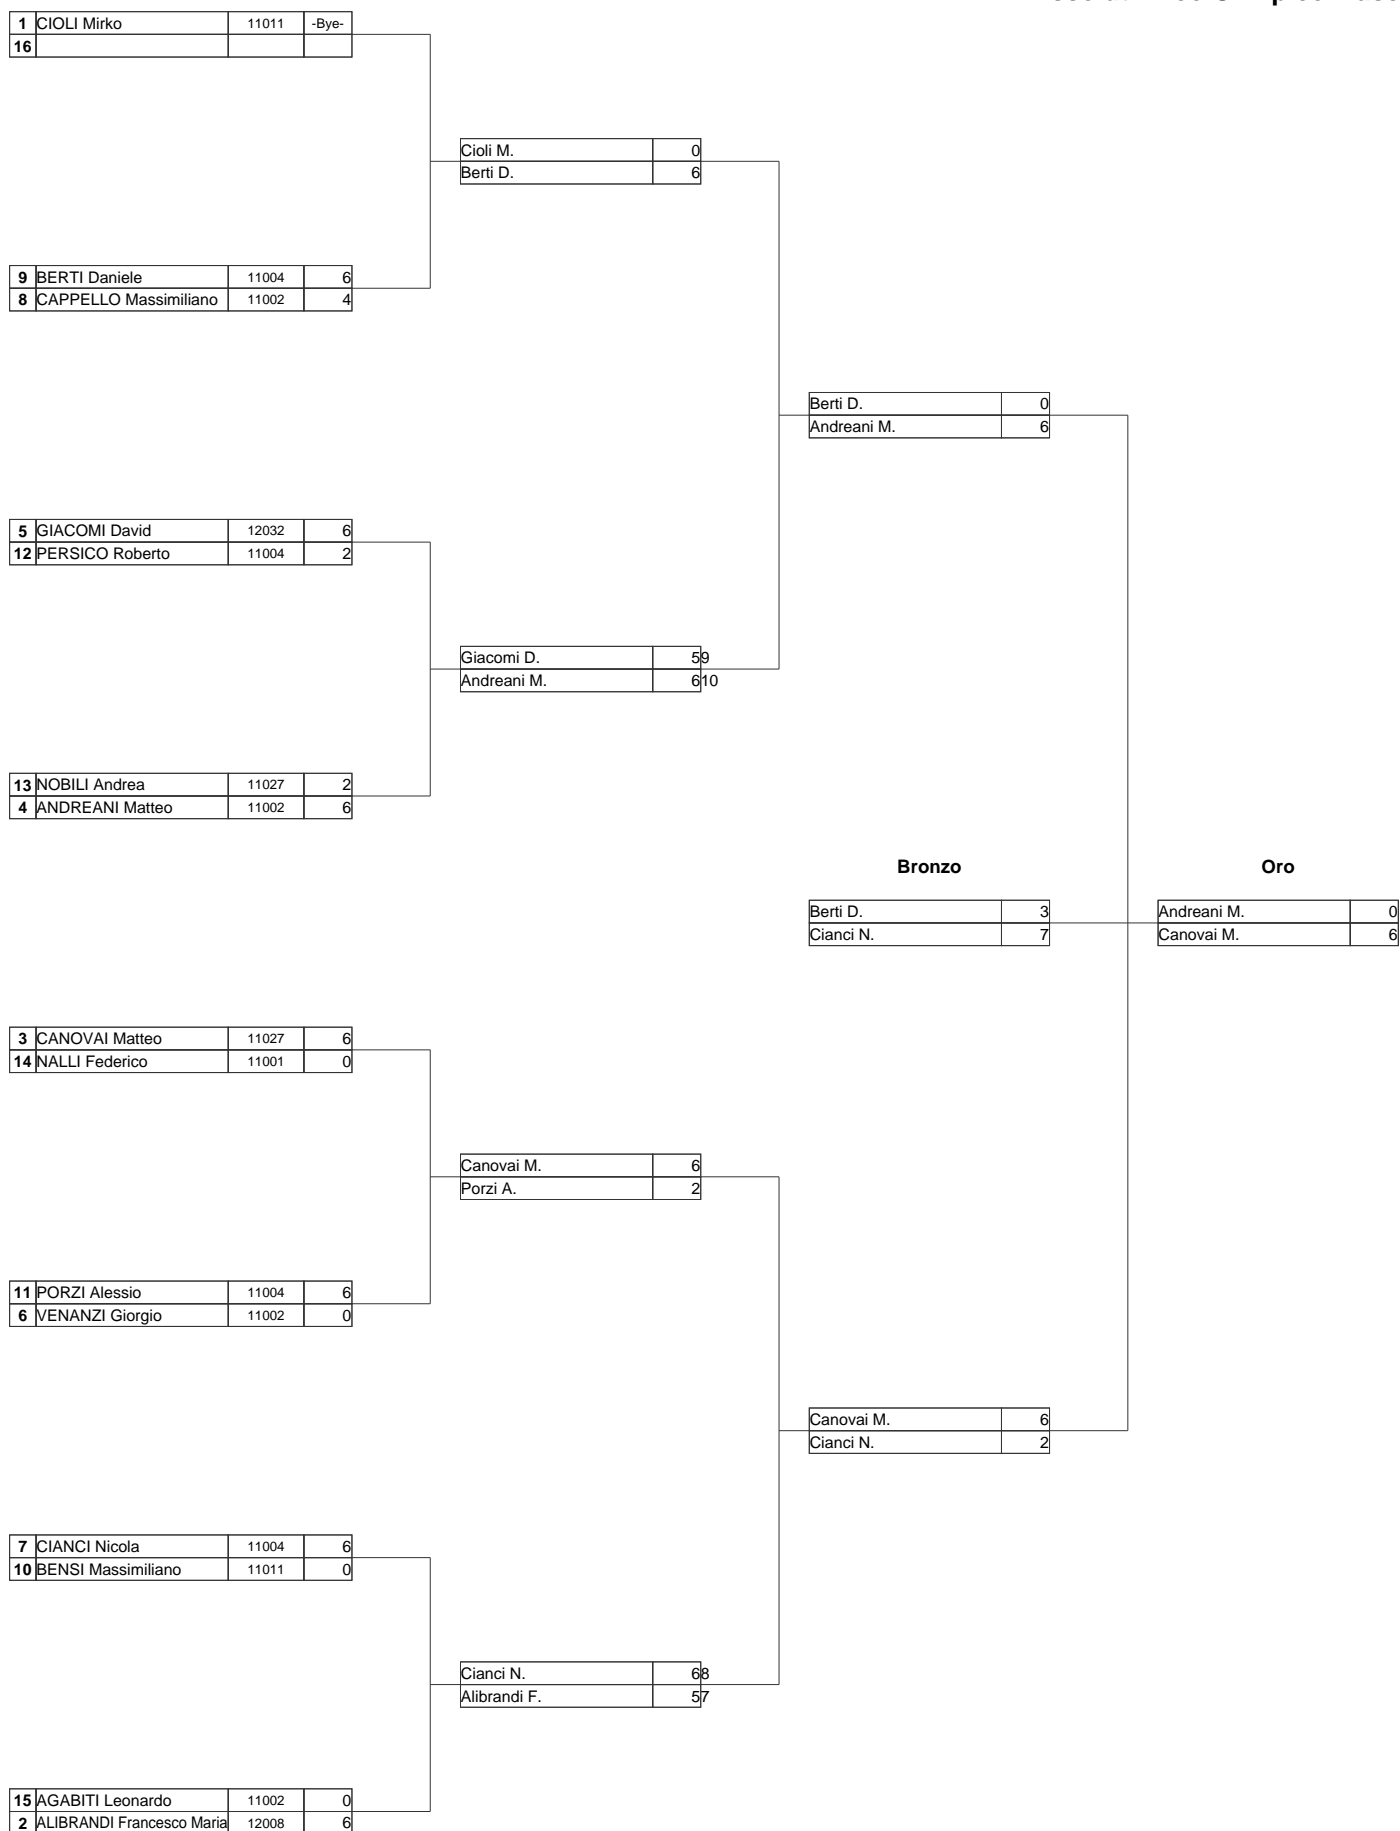 1 CIOLI Mirko 11011 -Bye-
16
Cioli M. 0
Berti D. 6
9 BERTI Daniele 11004 6
8 CAPPELLO Massimiliano 11002 4
Berti D. 0
Andreani M. 6
5 GIACOMI David 12032 6
12 PERSICO Roberto 11004 2
Giacomi D. 5 9
Andreani M. 6 10
13 NOBILI Andrea 11027 2
4 ANDREANI Matteo 11002 6
Bronzo Oro
Berti D. 3 Andreani M. 0
Cianci N. 7 Canovai M. 6
3 CANOVAI Matteo 11027 6
14 NALLI Federico 11001 0
Canovai M. 6
Porzi A. 2
11 PORZI Alessio 11004 6
6 VENANZI Giorgio 11002 0
Canovai M. 6
Cianci N. 2
7 CIANCI Nicola 11004 6
10 BENSI Massimiliano 11011 0
Cianci N. 6 8
Alibrandi F. 5 7
15 AGABITI Leonardo 11002 0
2 ALIBRANDI Francesco Maria 12008 6